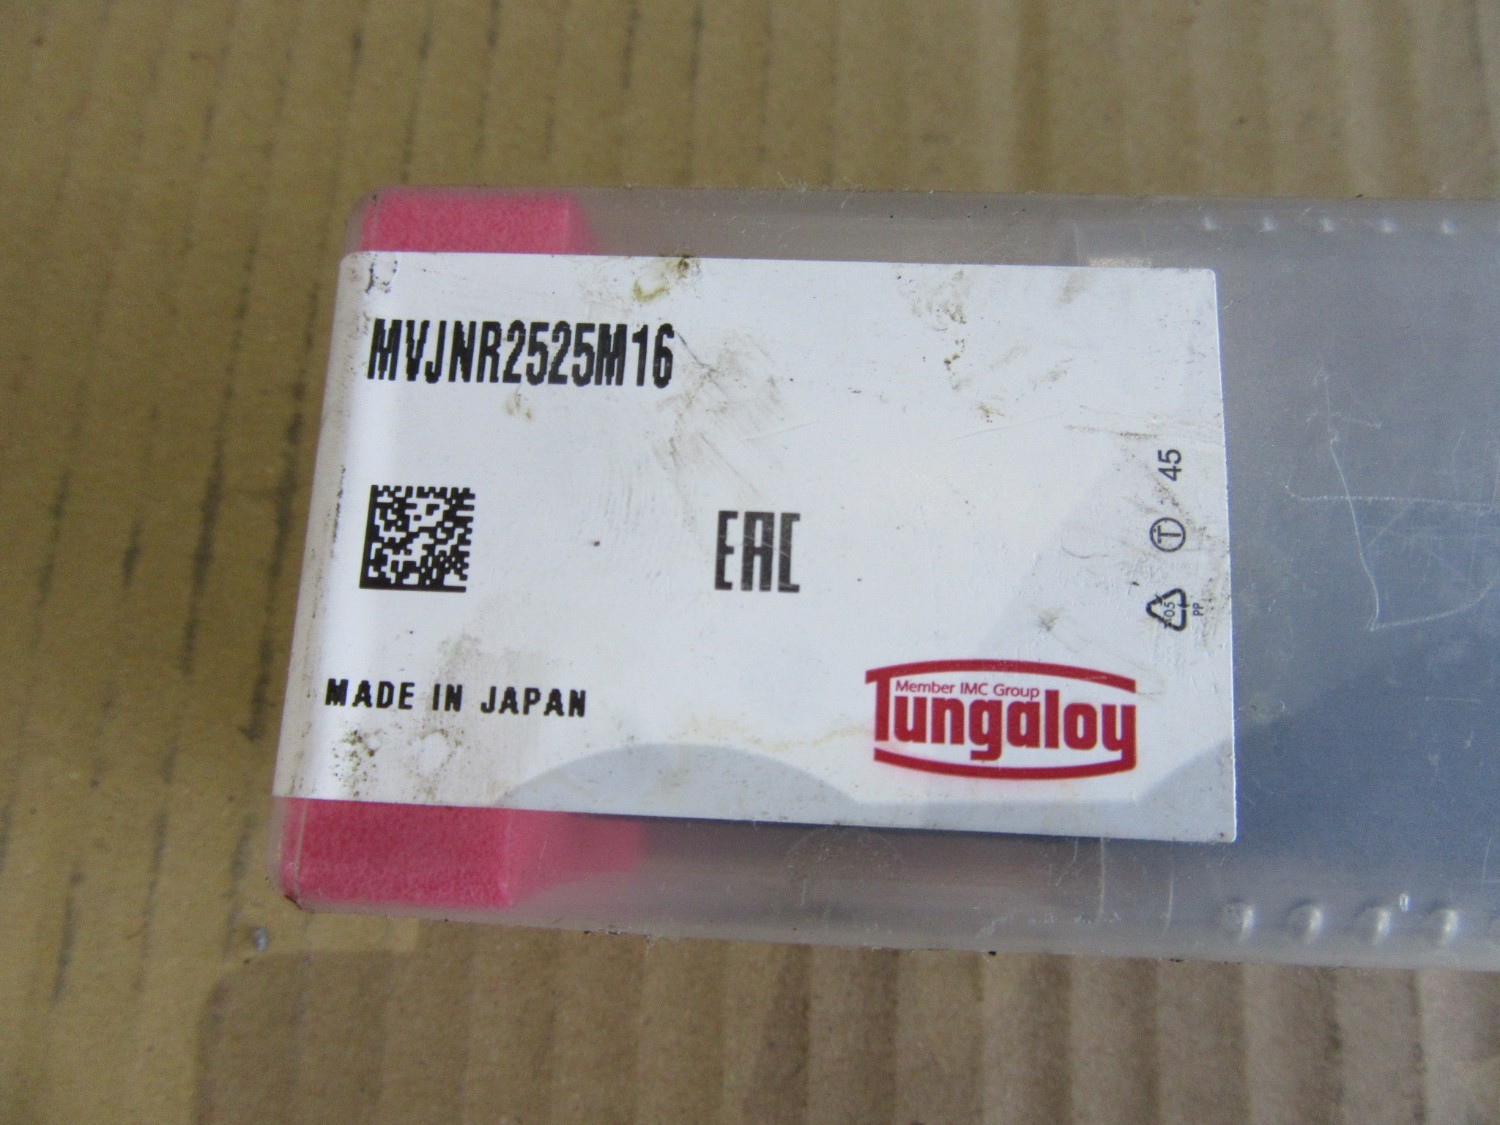 MVJNR2525M16
45
T
EAC
05
PP
MADE IN JAPAN
Member IMC Group
Tungaloy